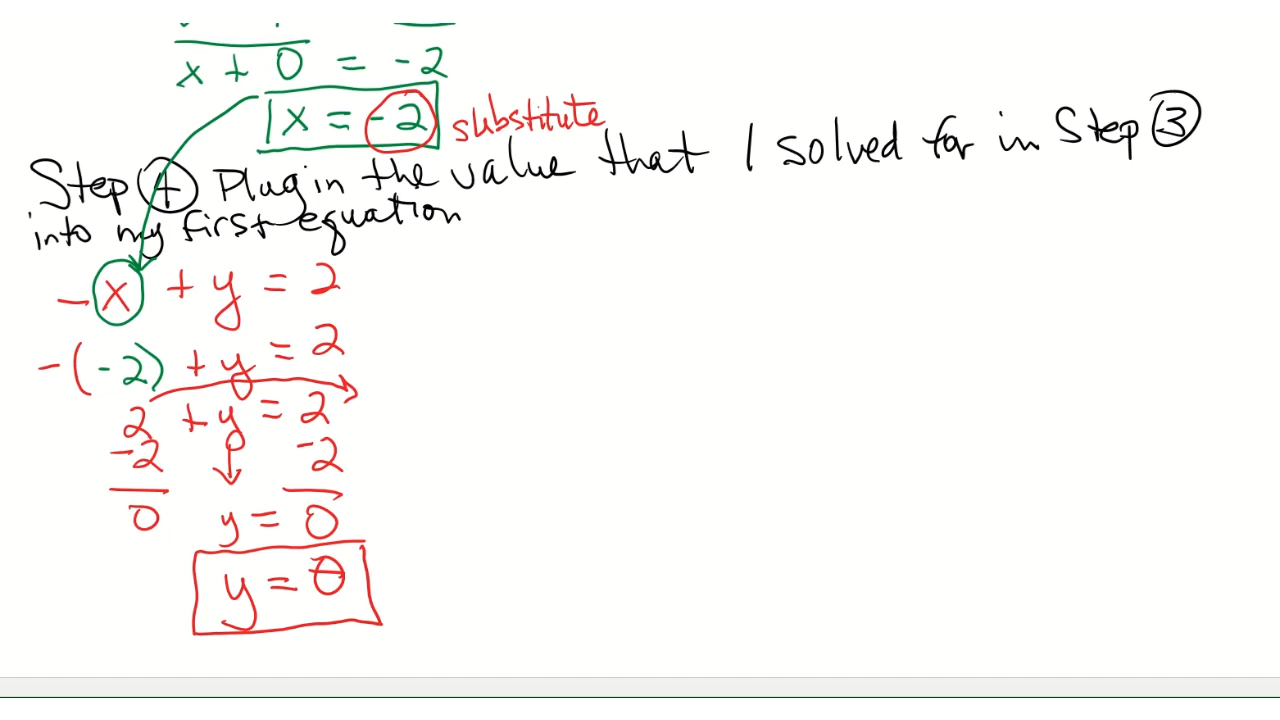 x + 0 = -2
x = -2 substitute
Step 4 Plug in the value that I solved for in Step 3
into my first equation
-x + y = 2
-(-2) + y = 2
2 + y = 2
-2 -2
0 y = 0
y = 0